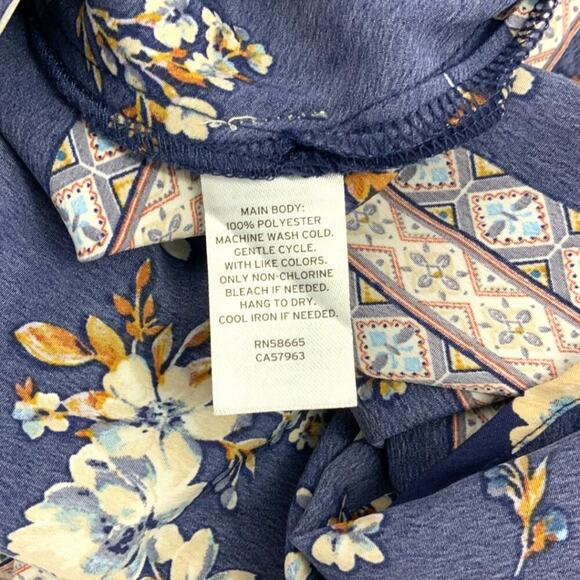 MAIN BODY:
100% POLYESTER
MACHINE WASH COLD.
GENTLE CYCLE.
WITH LIKE COLORS.
ONLY NON-CHLORINE
BLEACH IF NEEDED.
HANG TO DRY.
COOL IRON IF NEEDED.
RN58665
CA57963